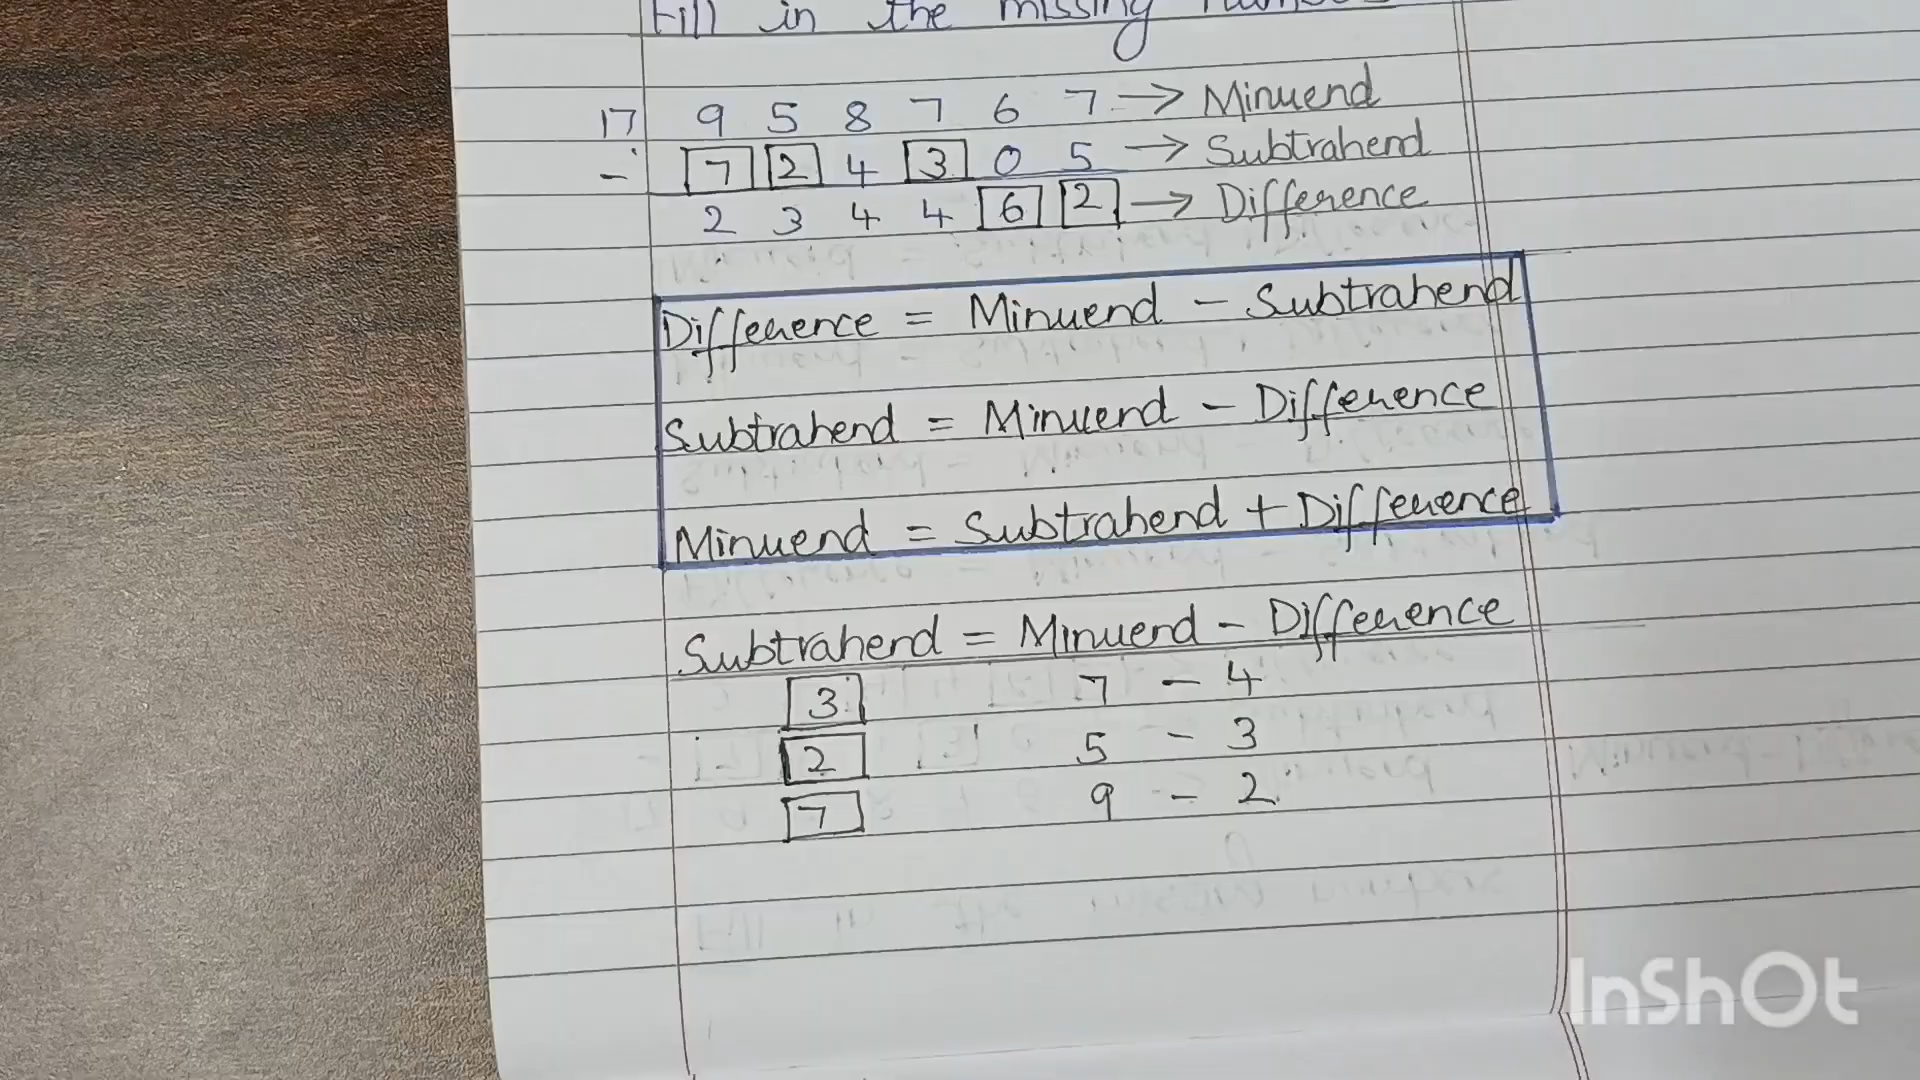 Fill in the missing
17 9 5 8 7 6 7 → Minuend
- 7 2 4 3 0 5 → Subtrahend
2 3 4 4 6 2 → Difference
Difference = Minuend - Subtrahend
Subtrahend = Minuend - Difference
Minuend = Subtrahend + Difference
Subtrahend = Minuend - Difference
3 7 - 4
2 5 - 3
7 9 - 2
InShOt